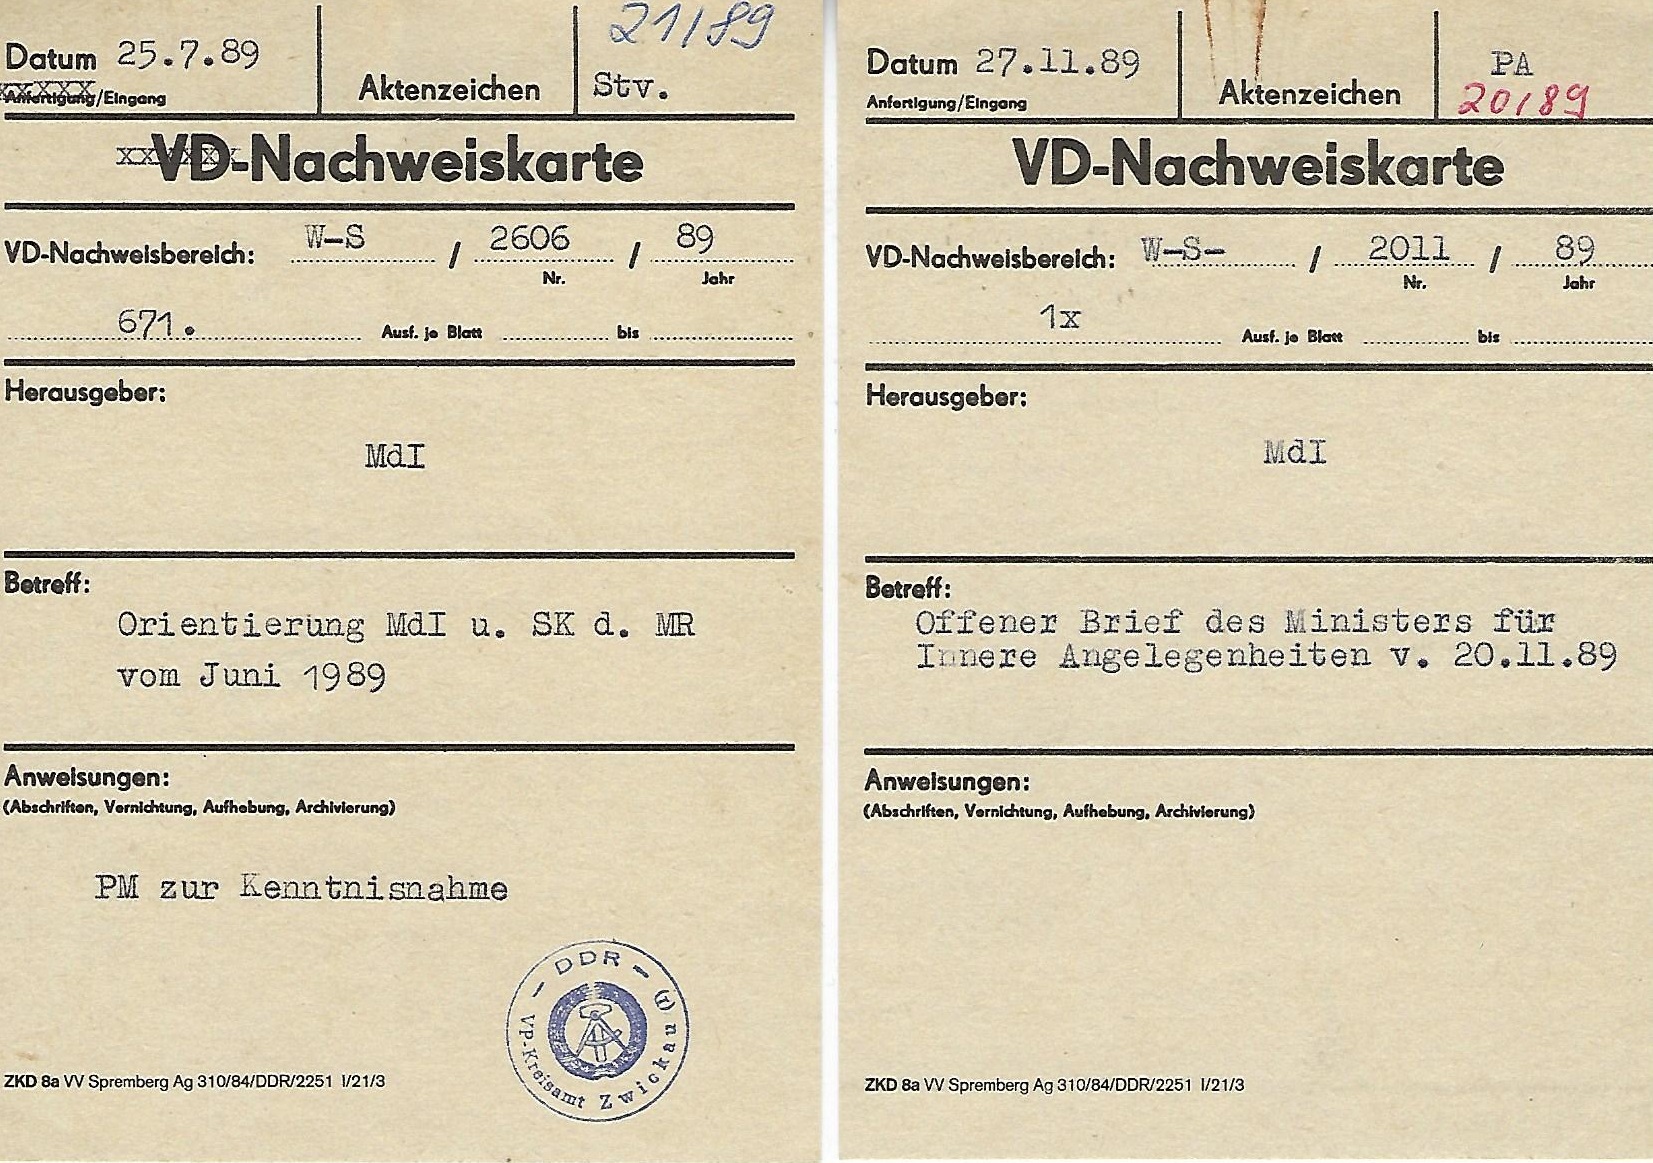 21/89
Datum 25.7.89
Aktenzeichen
Stv.
xxxxx
Anfertigung/Eingang
xxxxxx
VD-Nachweiskarte
VD-Nachweisbereich: W-S / 2606 / 89
Nr. Jahr
671. Ausf. je Blatt bis
Herausgeber:
MdI
Betreff:
Orientierung MdI u. SK d. MR
vom Juni 1989
Anweisungen:
(Abschriften, Vernichtung, Aufhebung, Archivierung)
PM zur Kenntnisnahme
– DDR –
VP-Kreisamt Zwickau (r)
ZKD 8a VV Spremberg Ag 310/84/DDR/2251 I/21/3
Datum 27.11.89
Aktenzeichen
PA
20/89
Anfertigung/Eingang
VD-Nachweiskarte
VD-Nachweisbereich: W-S- / 2011 / 89
Nr. Jahr
1x Ausf. je Blatt bis
Herausgeber:
MdI
Betreff:
Offener Brief des Ministers für
Innere Angelegenheiten v. 20.11.89
Anweisungen:
(Abschriften, Vernichtung, Aufhebung, Archivierung)
ZKD 8a VV Spremberg Ag 310/84/DDR/2251 I/21/3